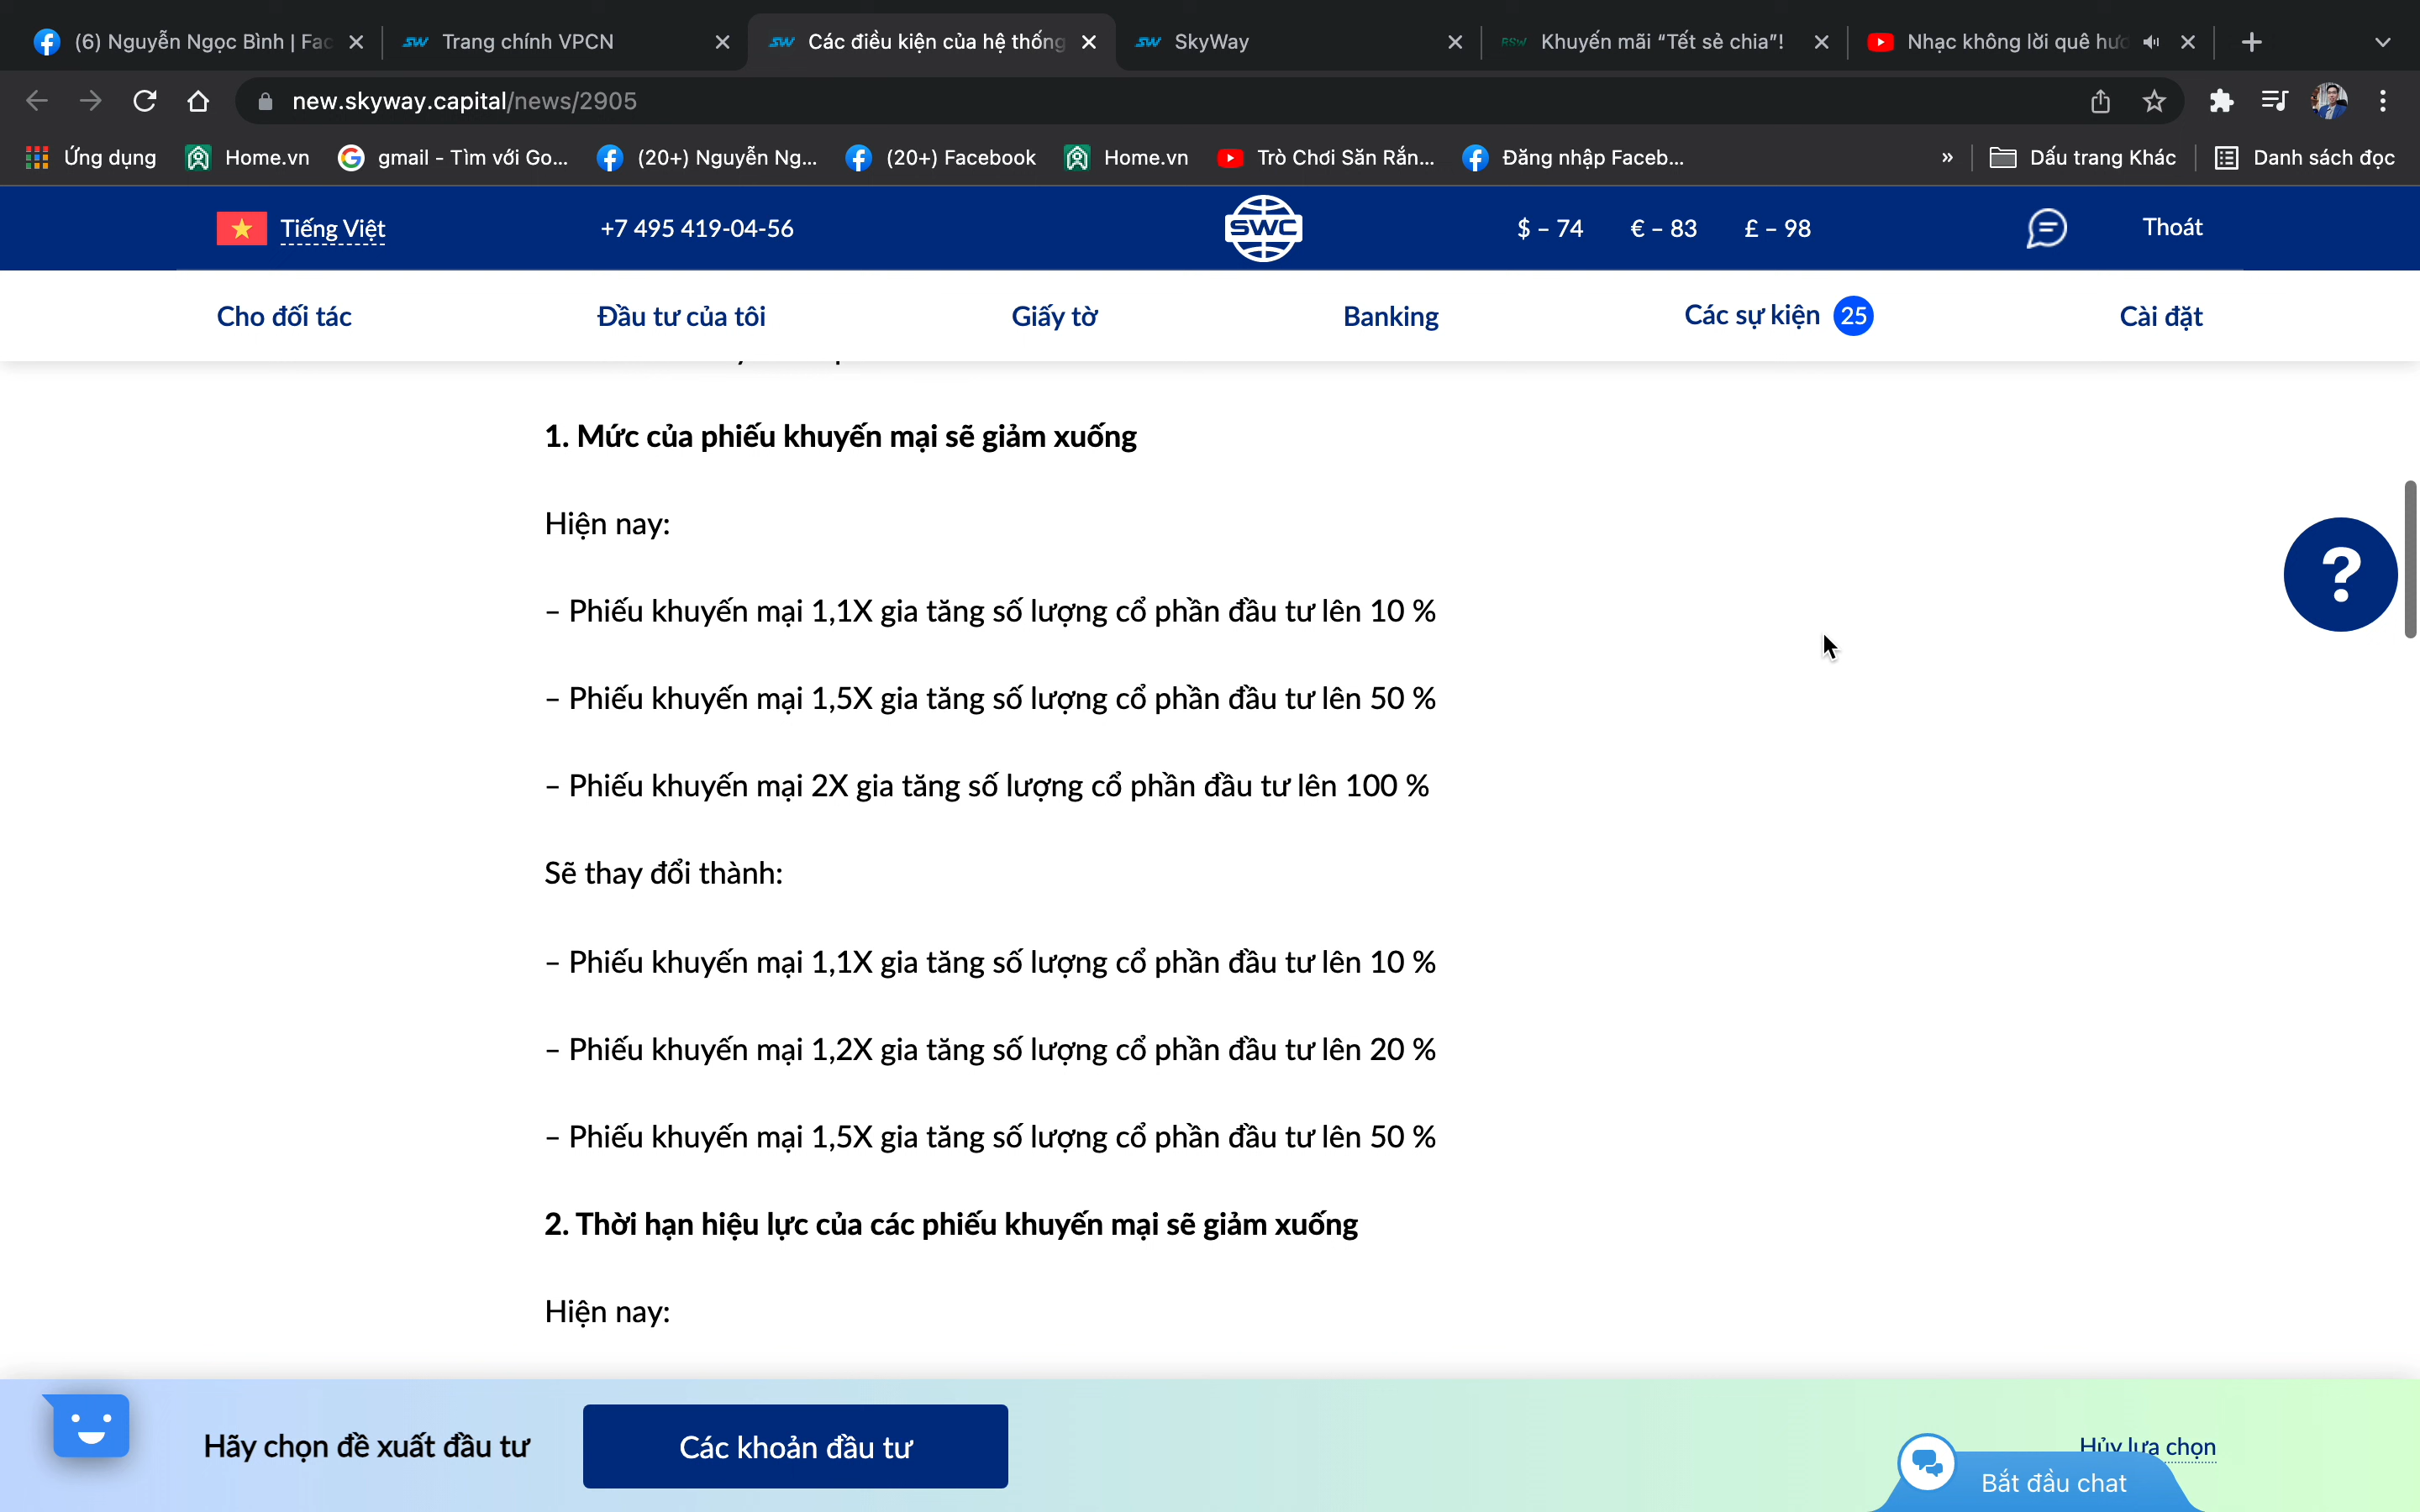 (6) Nguyễn Ngọc Bình | Fac
Trang chính VPCN
Các điều kiện của hệ thống
SkyWay
Khuyến mãi “Tết sẻ chia”!
Nhạc không lời quê hươ
new.skyway.capital/news/2905
Ứng dụng
Home.vn
gmail - Tìm với Go...
(20+) Nguyễn Ng...
(20+) Facebook
Home.vn
Trò Chơi Săn Rắn...
Đăng nhập Faceb...
»
Dấu trang Khác
Danh sách đọc
Tiếng Việt
+7 495 419-04-56
SWC
$ – 74
€ – 83
£ – 98
Thoát
Cho đối tác
Đầu tư của tôi
Giấy tờ
Banking
Các sự kiện 25
Cài đặt
1. Mức của phiếu khuyến mại sẽ giảm xuống
Hiện nay:
– Phiếu khuyến mại 1,1X gia tăng số lượng cổ phần đầu tư lên 10 %
– Phiếu khuyến mại 1,5X gia tăng số lượng cổ phần đầu tư lên 50 %
– Phiếu khuyến mại 2X gia tăng số lượng cổ phần đầu tư lên 100 %
Sẽ thay đổi thành:
– Phiếu khuyến mại 1,1X gia tăng số lượng cổ phần đầu tư lên 10 %
– Phiếu khuyến mại 1,2X gia tăng số lượng cổ phần đầu tư lên 20 %
– Phiếu khuyến mại 1,5X gia tăng số lượng cổ phần đầu tư lên 50 %
2. Thời hạn hiệu lực của các phiếu khuyến mại sẽ giảm xuống
Hiện nay:
?
Hãy chọn đề xuất đầu tư
Các khoản đầu tư
Hủy lựa chọn
Bắt đầu chat